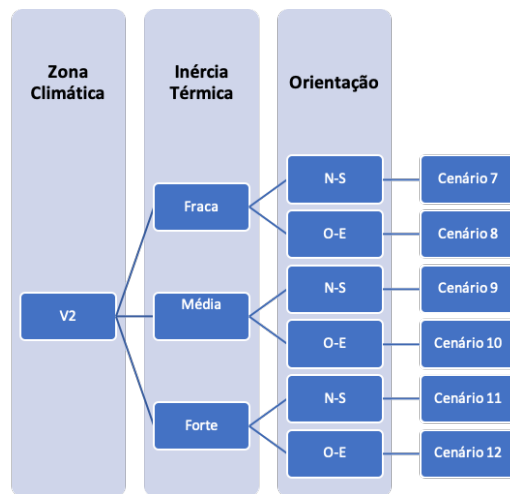 Zona
Climática
Inércia
Térmica
Orientação
V2
Fraca
N-S
Cenário 7
O-E
Cenário 8
Média
N-S
Cenário 9
O-E
Cenário 10
Forte
N-S
Cenário 11
O-E
Cenário 12